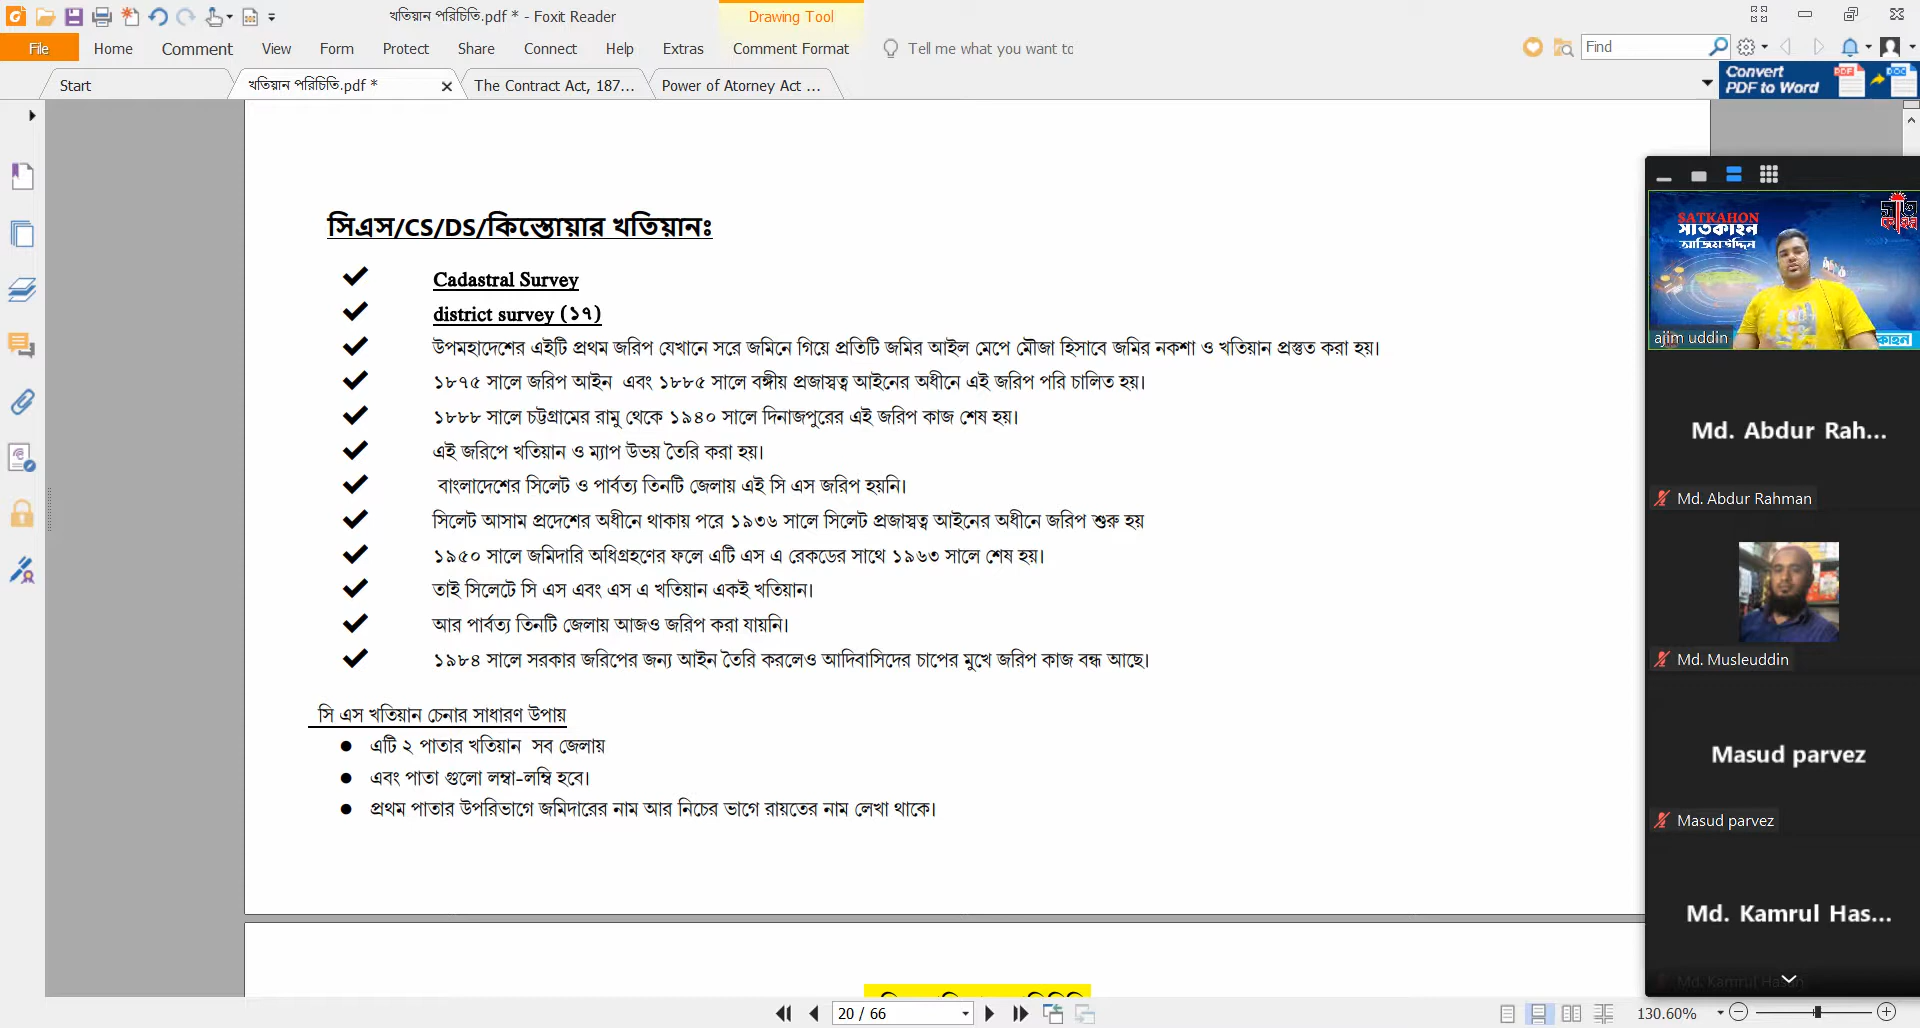 খতিয়ান পরিচিতি.pdf * - Foxit Reader
Drawing Tool
File Home Comment View Form Protect Share Connect Help Extras Comment Format Tell me what you want to
Find
Start
খতিয়ান পরিচিতি.pdf *
The Contract Act, 187...
Power of Atorney Act ...
Convert
PDF to Word
PDF DOC
সিএস/CS/DS/কিস্তোয়ার খতিয়ানঃ
Cadastral Survey
district survey (১৭)
উপমহাদেশের এইটি প্রথম জরিপ যেখানে সরে জমিনে গিয়ে প্রতিটি জমির আইল মেপে মৌজা হিসাবে জমির নকশা ও খতিয়ান প্রস্তুত করা হয়।
১৮৭৫ সালে জরিপ আইন এবং ১৮৮৫ সালে বঙ্গীয় প্রজাস্বত্ব আইনের অধীনে এই জরিপ পরি চালিত হয়।
১৮৮৮ সালে চট্টগ্রামের রামু থেকে ১৯৪০ সালে দিনাজপুরের এই জরিপ কাজ শেষ হয়।
এই জরিপে খতিয়ান ও ম্যাপ উভয় তৈরি করা হয়।
বাংলাদেশের সিলেট ও পার্বত্য তিনটি জেলায় এই সি এস জরিপ হয়নি।
সিলেট আসাম প্রদেশের অধীনে থাকায় পরে ১৯৩৬ সালে সিলেট প্রজাস্বত্ব আইনের অধীনে জরিপ শুরু হয়
১৯৫০ সালে জমিদারি অধিগ্রহণের ফলে এটি এস এ রেকডের সাথে ১৯৬৩ সালে শেষ হয়।
তাই সিলেটে সি এস এবং এস এ খতিয়ান একই খতিয়ান।
আর পার্বত্য তিনটি জেলায় আজও জরিপ করা যায়নি।
১৯৮৪ সালে সরকার জরিপের জন্য আইন তৈরি করলেও আদিবাসিদের চাপের মুখে জরিপ কাজ বন্ধ আছে।
সি এস খতিয়ান চেনার সাধারণ উপায়
এটি ২ পাতার খতিয়ান সব জেলায়
এবং পাতা গুলো লম্বা-লম্বি হবে।
প্রথম পাতার উপরিভাগে জমিদারের নাম আর নিচের ভাগে রায়তের নাম লেখা থাকে।
SATKAHON
সাতকাহন
আজিম উদ্দিন
ajim uddin
Md. Abdur Rah...
Md. Abdur Rahman
Md. Musleuddin
Masud parvez
Masud parvez
Md. Kamrul Has...
Md. Kamrul Hasan
20 / 66
130.60%